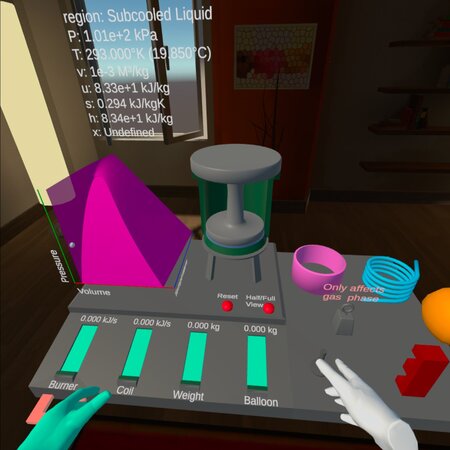 region: Subcooled Liquid
P: 1.01e+2 kPa
T: 293.000°K (19.850°C)
v: 1e-3 M³/kg
u: 8.33e+1 kJ/kg
s: 0.294 kJ/kgK
h: 8.34e+1 kJ/kg
x: Undefined
Pressure
Volume
Reset
Half/Full
View
Only affects
gas phase
0.000 kJ/s
0.000 kJ/s
0.000 kg
0.000 kg
Burner
Coil
Weight
Balloon